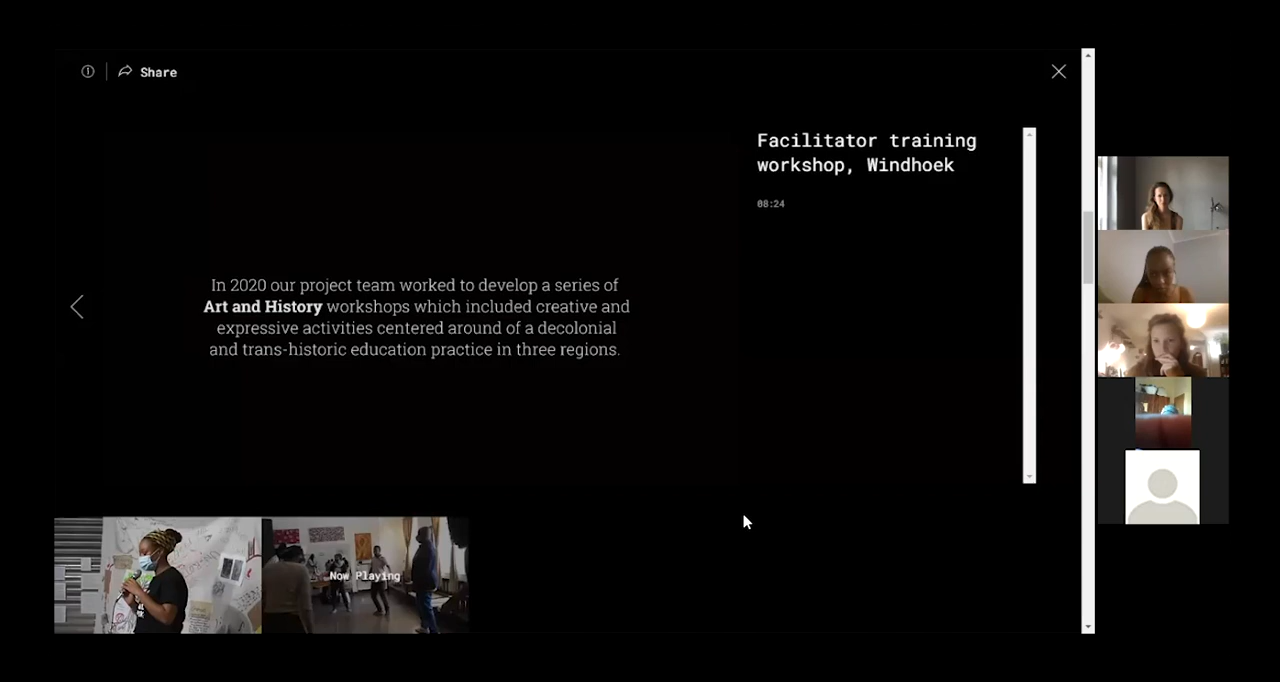 Share
Facilitator training
workshop, Windhoek
08:24
In 2020 our project team worked to develop a series of
Art and History workshops which included creative and
expressive activities centered around of a decolonial
and trans-historic education practice in three regions.
Now Playing